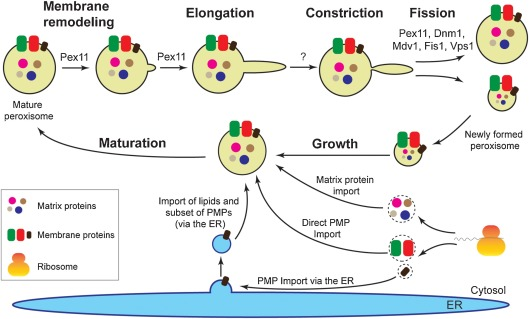 Membrane
remodeling
Elongation
Constriction
Fission
Pex11
Pex11
?
Pex11, Dnm1,
Mdv1, Fis1, Vps1
Mature
peroxisome
Newly formed
peroxisome
Maturation
Growth
Matrix protein
import
Import of lipids and
subset of PMPs
(via the ER)
Direct PMP
Import
Matrix proteins
Membrane proteins
Ribosome
PMP Import via the ER
Cytosol
ER